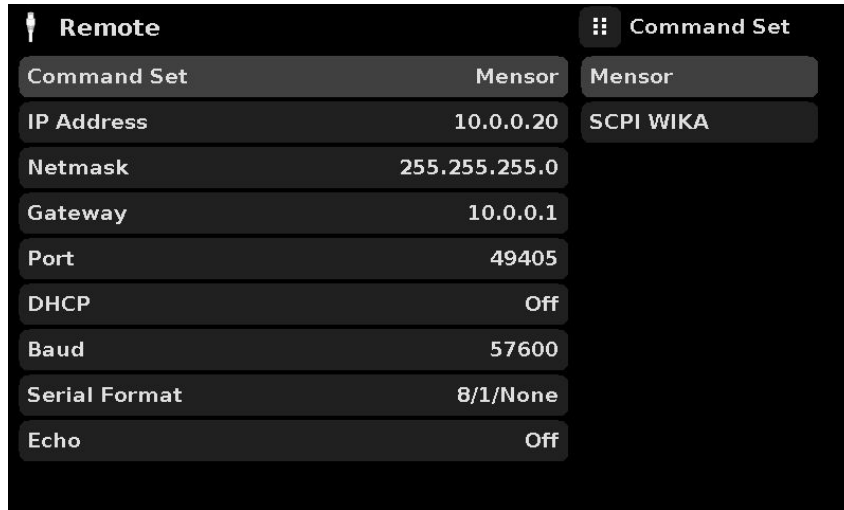 Remote
Command Set Mensor
IP Address 10.0.0.20
Netmask 255.255.255.0
Gateway 10.0.0.1
Port 49405
DHCP Off
Baud 57600
Serial Format 8/1/None
Echo Off
Command Set
Mensor
SCPI WIKA